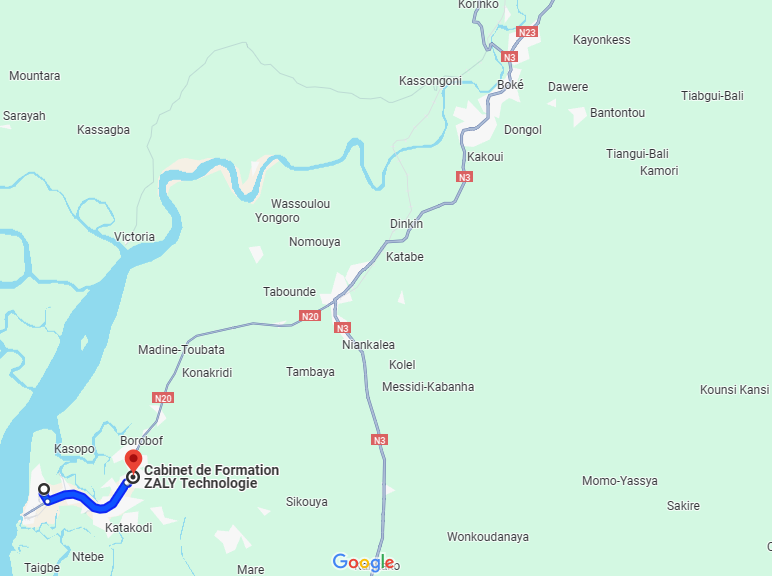 Korinko
N23
Kayonkess
N3
Mountara
Kassongoni
Boké
Dawere
Tiabgui-Bali
Sarayah
Bantontou
Kassagba
Dongol
Tiangui-Bali
Kakoui
Kamori
N3
Wassoulou
Yongoro
Dinkin
Victoria
Nomouya
Katabe
Tabounde
N20
N3
Niankalea
Madine-Toubata
Kolel
Konakridi
Tambaya
Messidi-Kabanha
Kounsi Kansi
N20
Borobof
N3
Kasopo
Cabinet de Formation
ZALY Technologie
Momo-Yassya
Sikouya
Sakire
Katakodi
Wonkoudanaya
Ntebe
Google
Taigbe
Mare